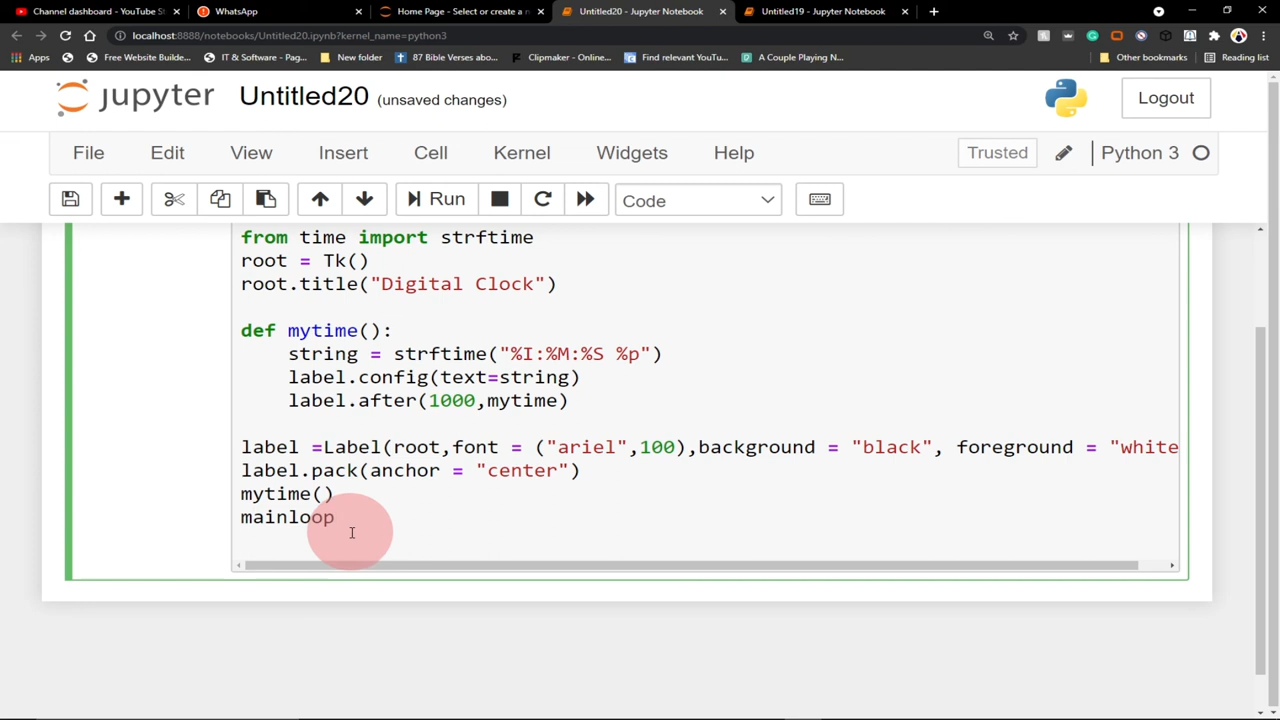 Channel dashboard - YouTube St
WhatsApp
Home Page - Select or create a n
Untitled20 - Jupyter Notebook
Untitled19 - Jupyter Notebook
localhost:8888/notebooks/Untitled20.ipynb?kernel_name=python3
Apps
Free Website Builde...
IT & Software - Pag...
New folder
87 Bible Verses abo...
Clipmaker - Online...
Find relevant YouTu...
A Couple Playing N...
Other bookmarks
Reading list
jupyter Untitled20 (unsaved changes)
Logout
File Edit View Insert Cell Kernel Widgets Help
Trusted
Python 3
Run
Code
from time import strftime
root = Tk()
root.title("Digital Clock")
def mytime():
    string = strftime("%I:%M:%S %p")
    label.config(text=string)
    label.after(1000,mytime)
label =Label(root,font = ("ariel",100),background = "black", foreground = "white
label.pack(anchor = "center")
mytime()
mainloop